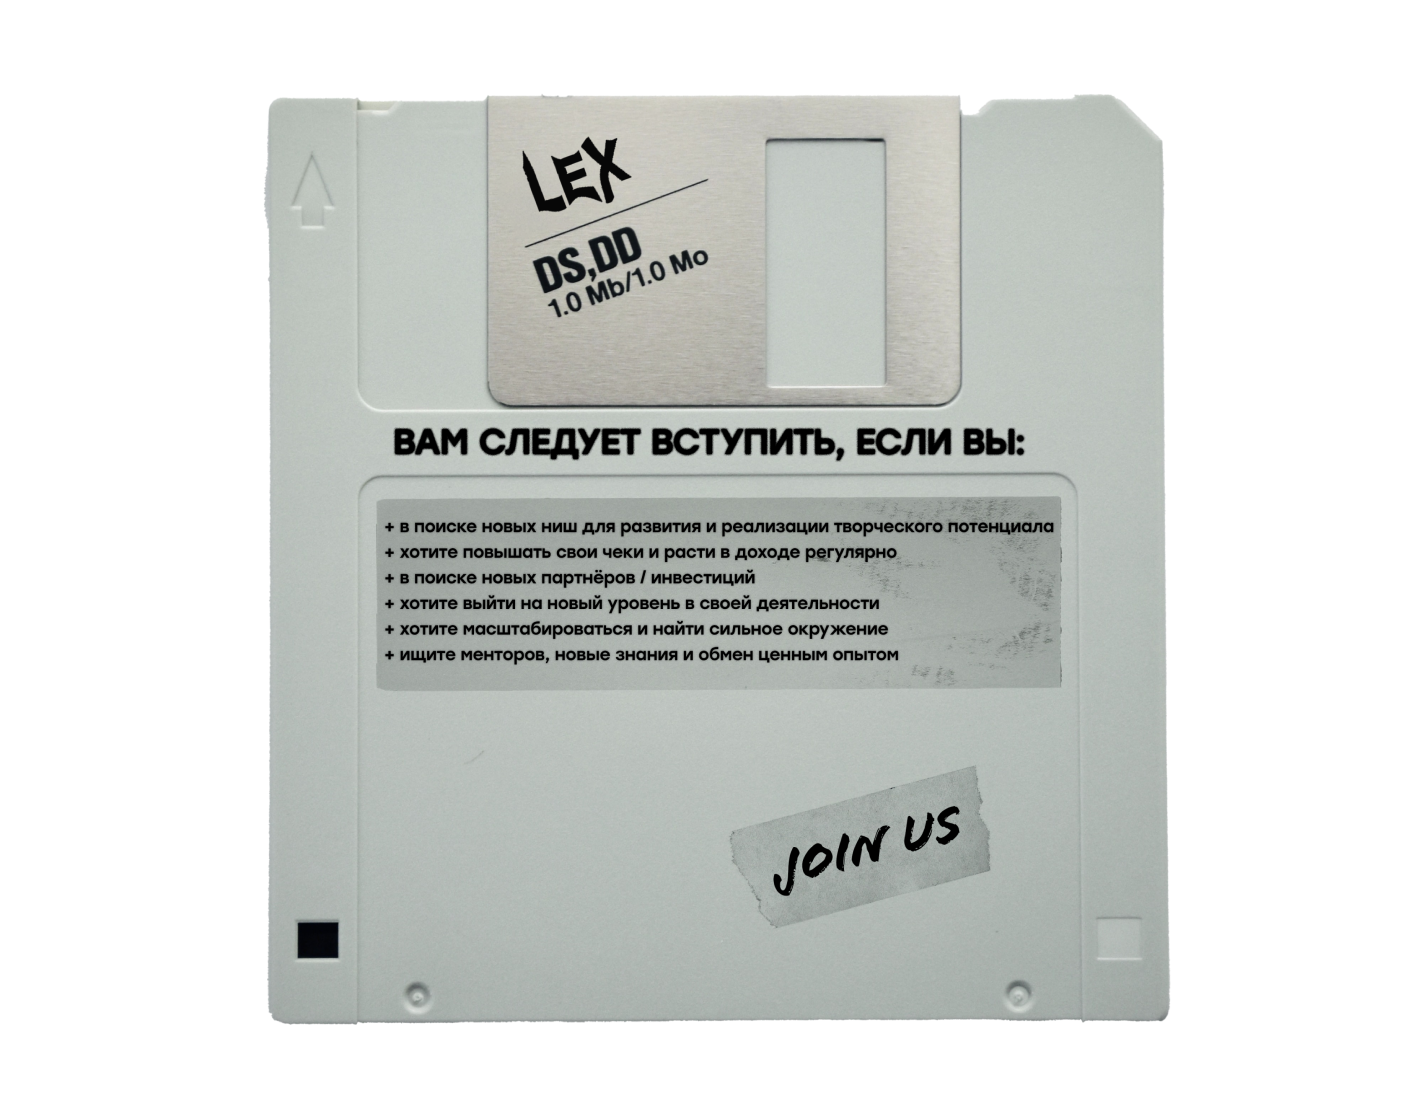 LEX
DS,DD
1.0 Mb/1.0 Mo
ВАМ СЛЕДУЕТ ВСТУПИТЬ, ЕСЛИ ВЫ:
+ в поиске новых ниш для развития и реализации творческого потенциала
+ хотите повышать свои чеки и расти в доходе регулярно
+ в поиске новых партнёров / инвестиций
+ хотите выйти на новый уровень в своей деятельности
+ хотите масштабироваться и найти сильное окружение
+ ищите менторов, новые знания и обмен ценным опытом
JOIN US